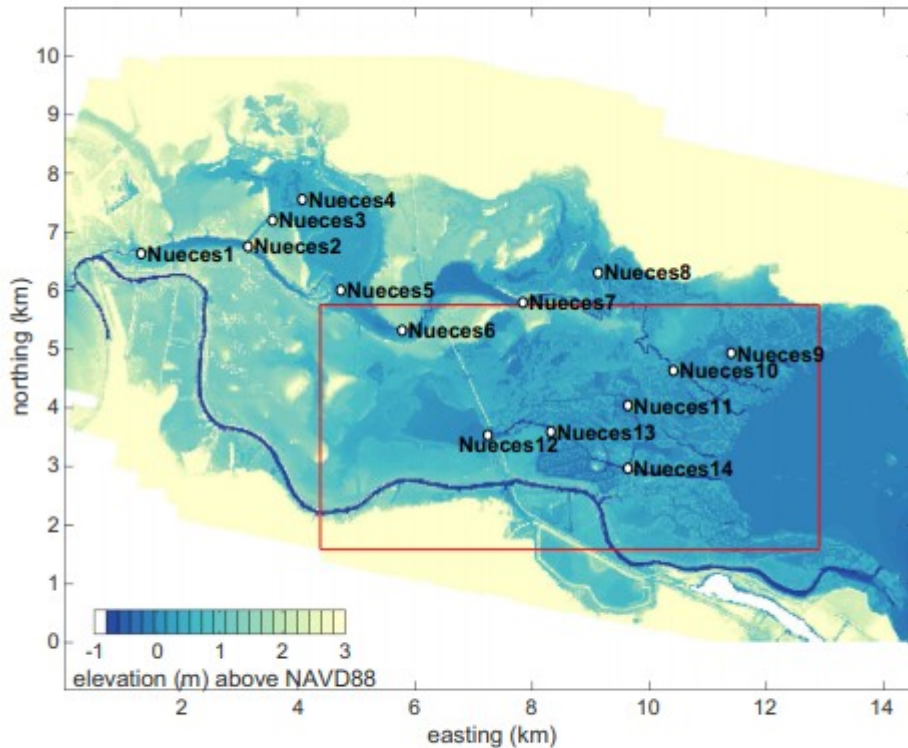 10
9
8
7
6
5
4
3
2
1
0
northing (km)
Nueces4
Nueces3
Nueces2
Nueces1
Nueces8
Nueces5
Nueces7
Nueces6
Nueces9
Nueces10
Nueces11
Nueces13
Nueces12
Nueces14
-1 0 1 2 3
elevation (m) above NAVD88
2 4 6 8 10 12 14
easting (km)